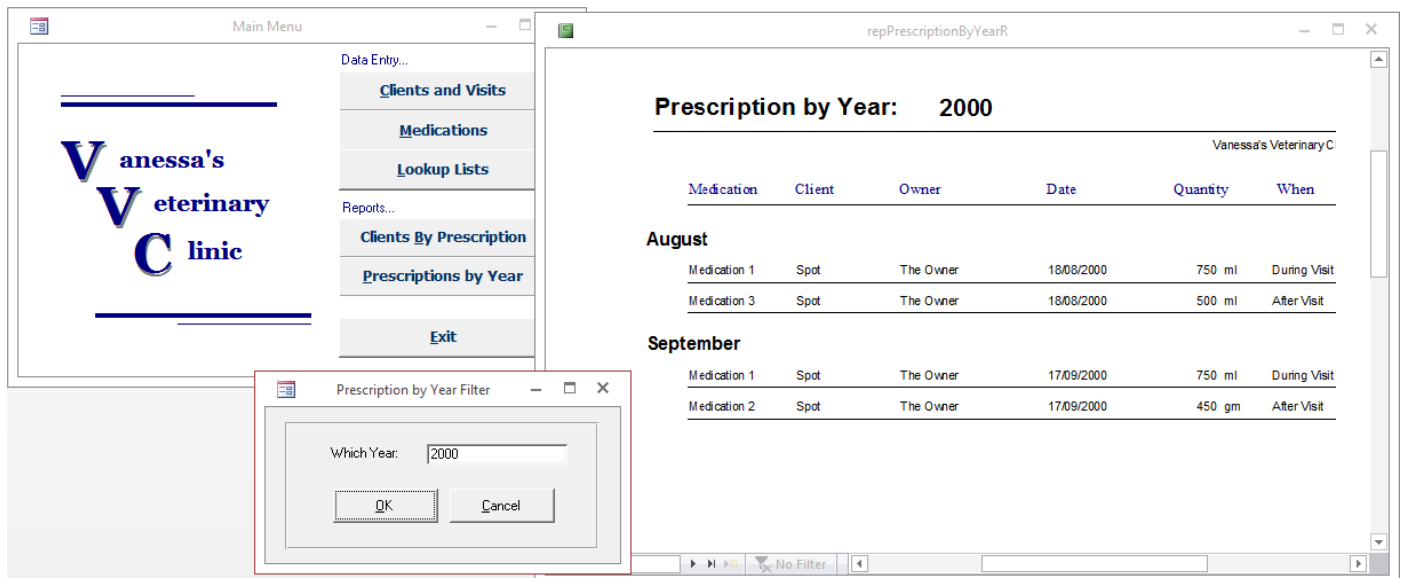 Main Menu
Data Entry...
Clients and Visits
Medications
Lookup Lists
Reports...
Clients By Prescription
Prescriptions by Year
Exit
Vanessa's
Veterinary
Clinic
Prescription by Year Filter
Which Year: 2000
OK Cancel
repPrescriptionByYearR
Prescription by Year: 2000
Vanessa's Veterinary C
Medication Client Owner Date Quantity When
August
Medication 1 Spot The Owner 18/08/2000 750 ml During Visit
Medication 3 Spot The Owner 18/08/2000 500 ml After Visit
September
Medication 1 Spot The Owner 17/09/2000 750 ml During Visit
Medication 2 Spot The Owner 17/09/2000 450 gm After Visit
No Filter